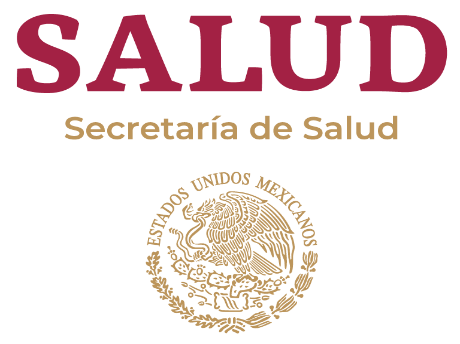 SALUD
Secretaría de Salud
ESTADOS UNIDOS MEXICANOS